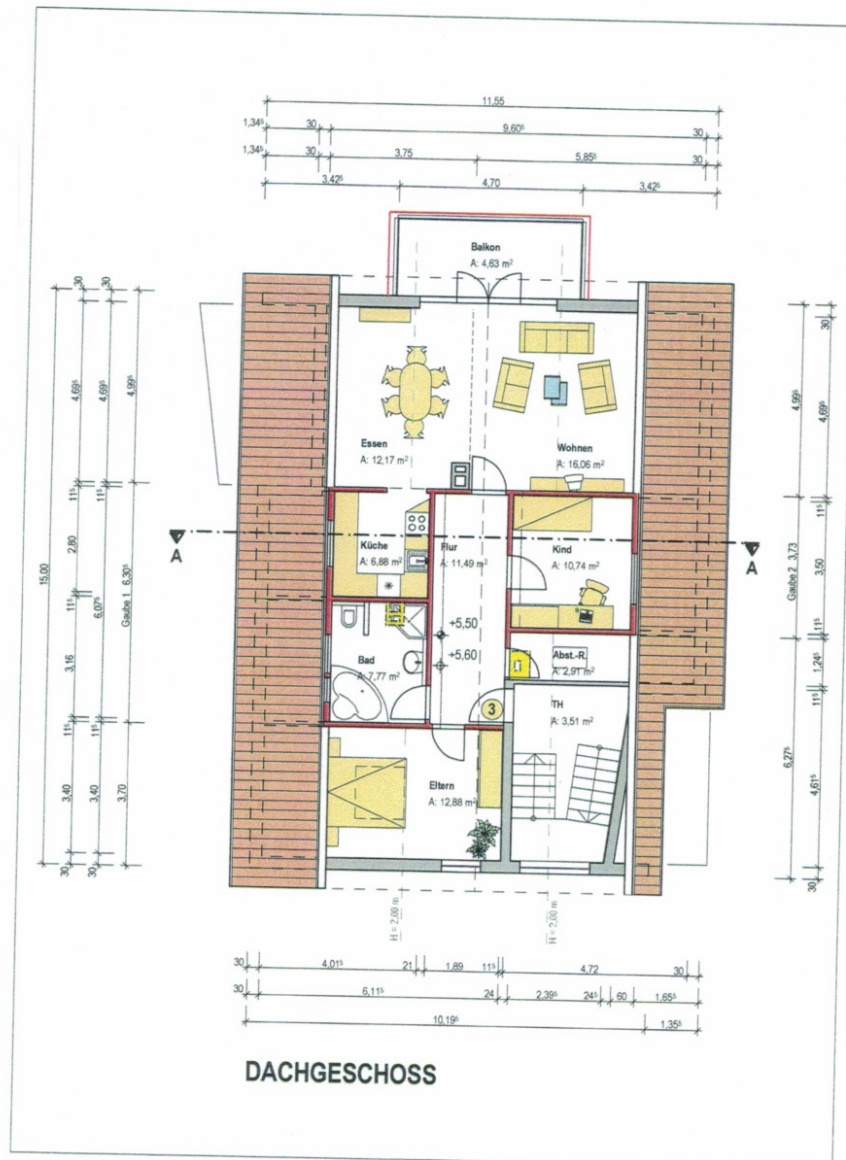 11,55
1,34⁵ 30 9,60⁵ 30
1,34⁵ 30 3,75 5,85⁵ 30
3,42⁵ 4,70 3,42⁵
Balkon
A: 4,63 m²
Essen
A: 12,17 m²
Wohnen
A: 16,06 m²
Küche
A: 6,88 m²
Flur
A: 11,49 m²
Kind
A: 10,74 m²
A
A
+5,50
+5,60
Bad
A: 7,77 m²
Abst.-R.
A: 2,91 m²
3
TH
A: 3,51 m²
Eltern
A: 12,88 m²
H = 2,00 m
H = 2,00 m
15,00
30 4,69⁵ 11⁵ 2,80 11⁵ 3,16 11⁵ 3,40 30
30 4,69⁵ 11⁵ 6,07⁵ 11⁵ 3,40 30
4,99⁵ Gaube 1 6,30⁵ 3,70
4,99⁵ Gaube 2 3,73 6,27⁵
30 4,69⁵ 11⁵ 3,50 11⁵ 1,24⁵ 11⁵ 4,61⁵ 30
30 4,01⁵ 21 1,89 11⁵ 4,72 30
30 6,11⁵ 24 2,39⁵ 24⁵ 60 1,65⁵
10,19⁵ 1,35⁵
DACHGESCHOSS